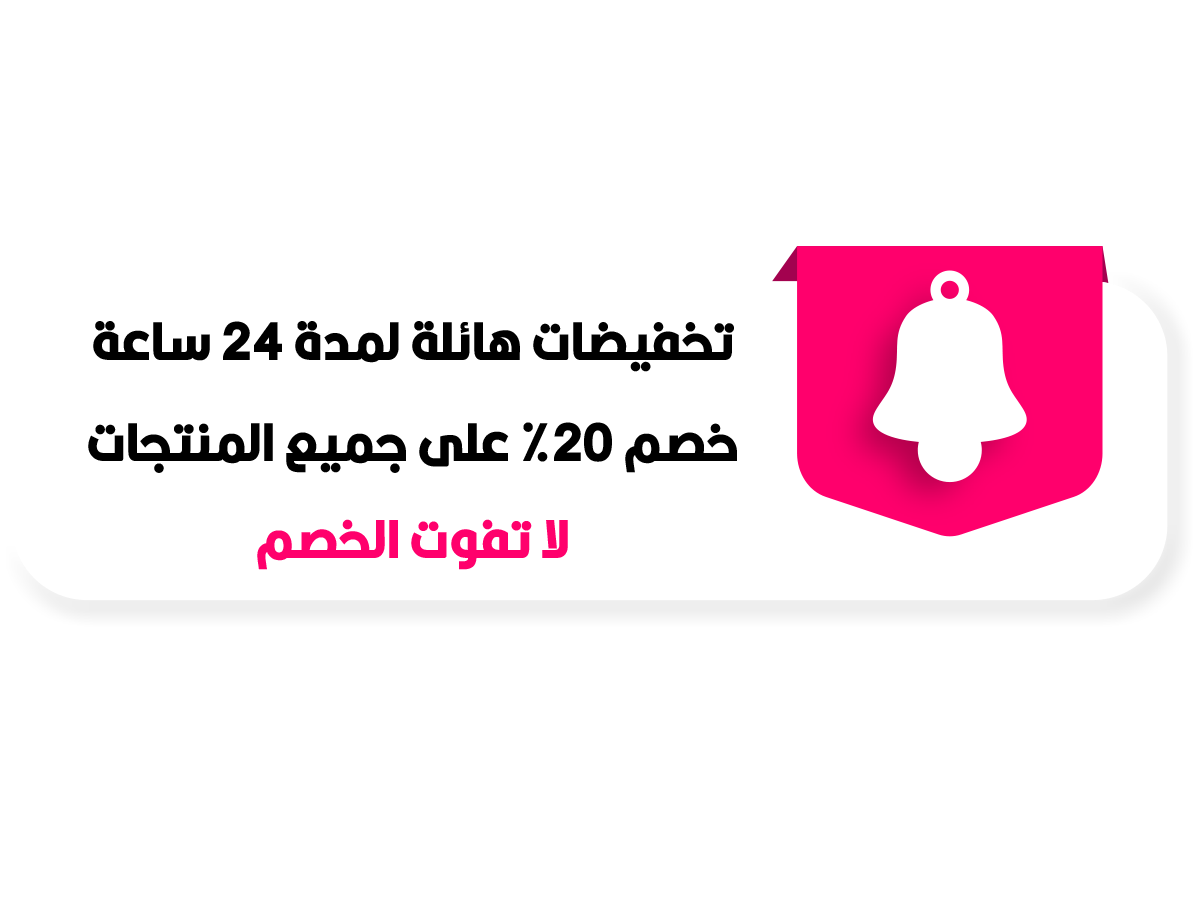 تخفيضات هائلة لمدة 24 ساعة
خصم 20٪ على جميع المنتجات
لا تفوت الخصم